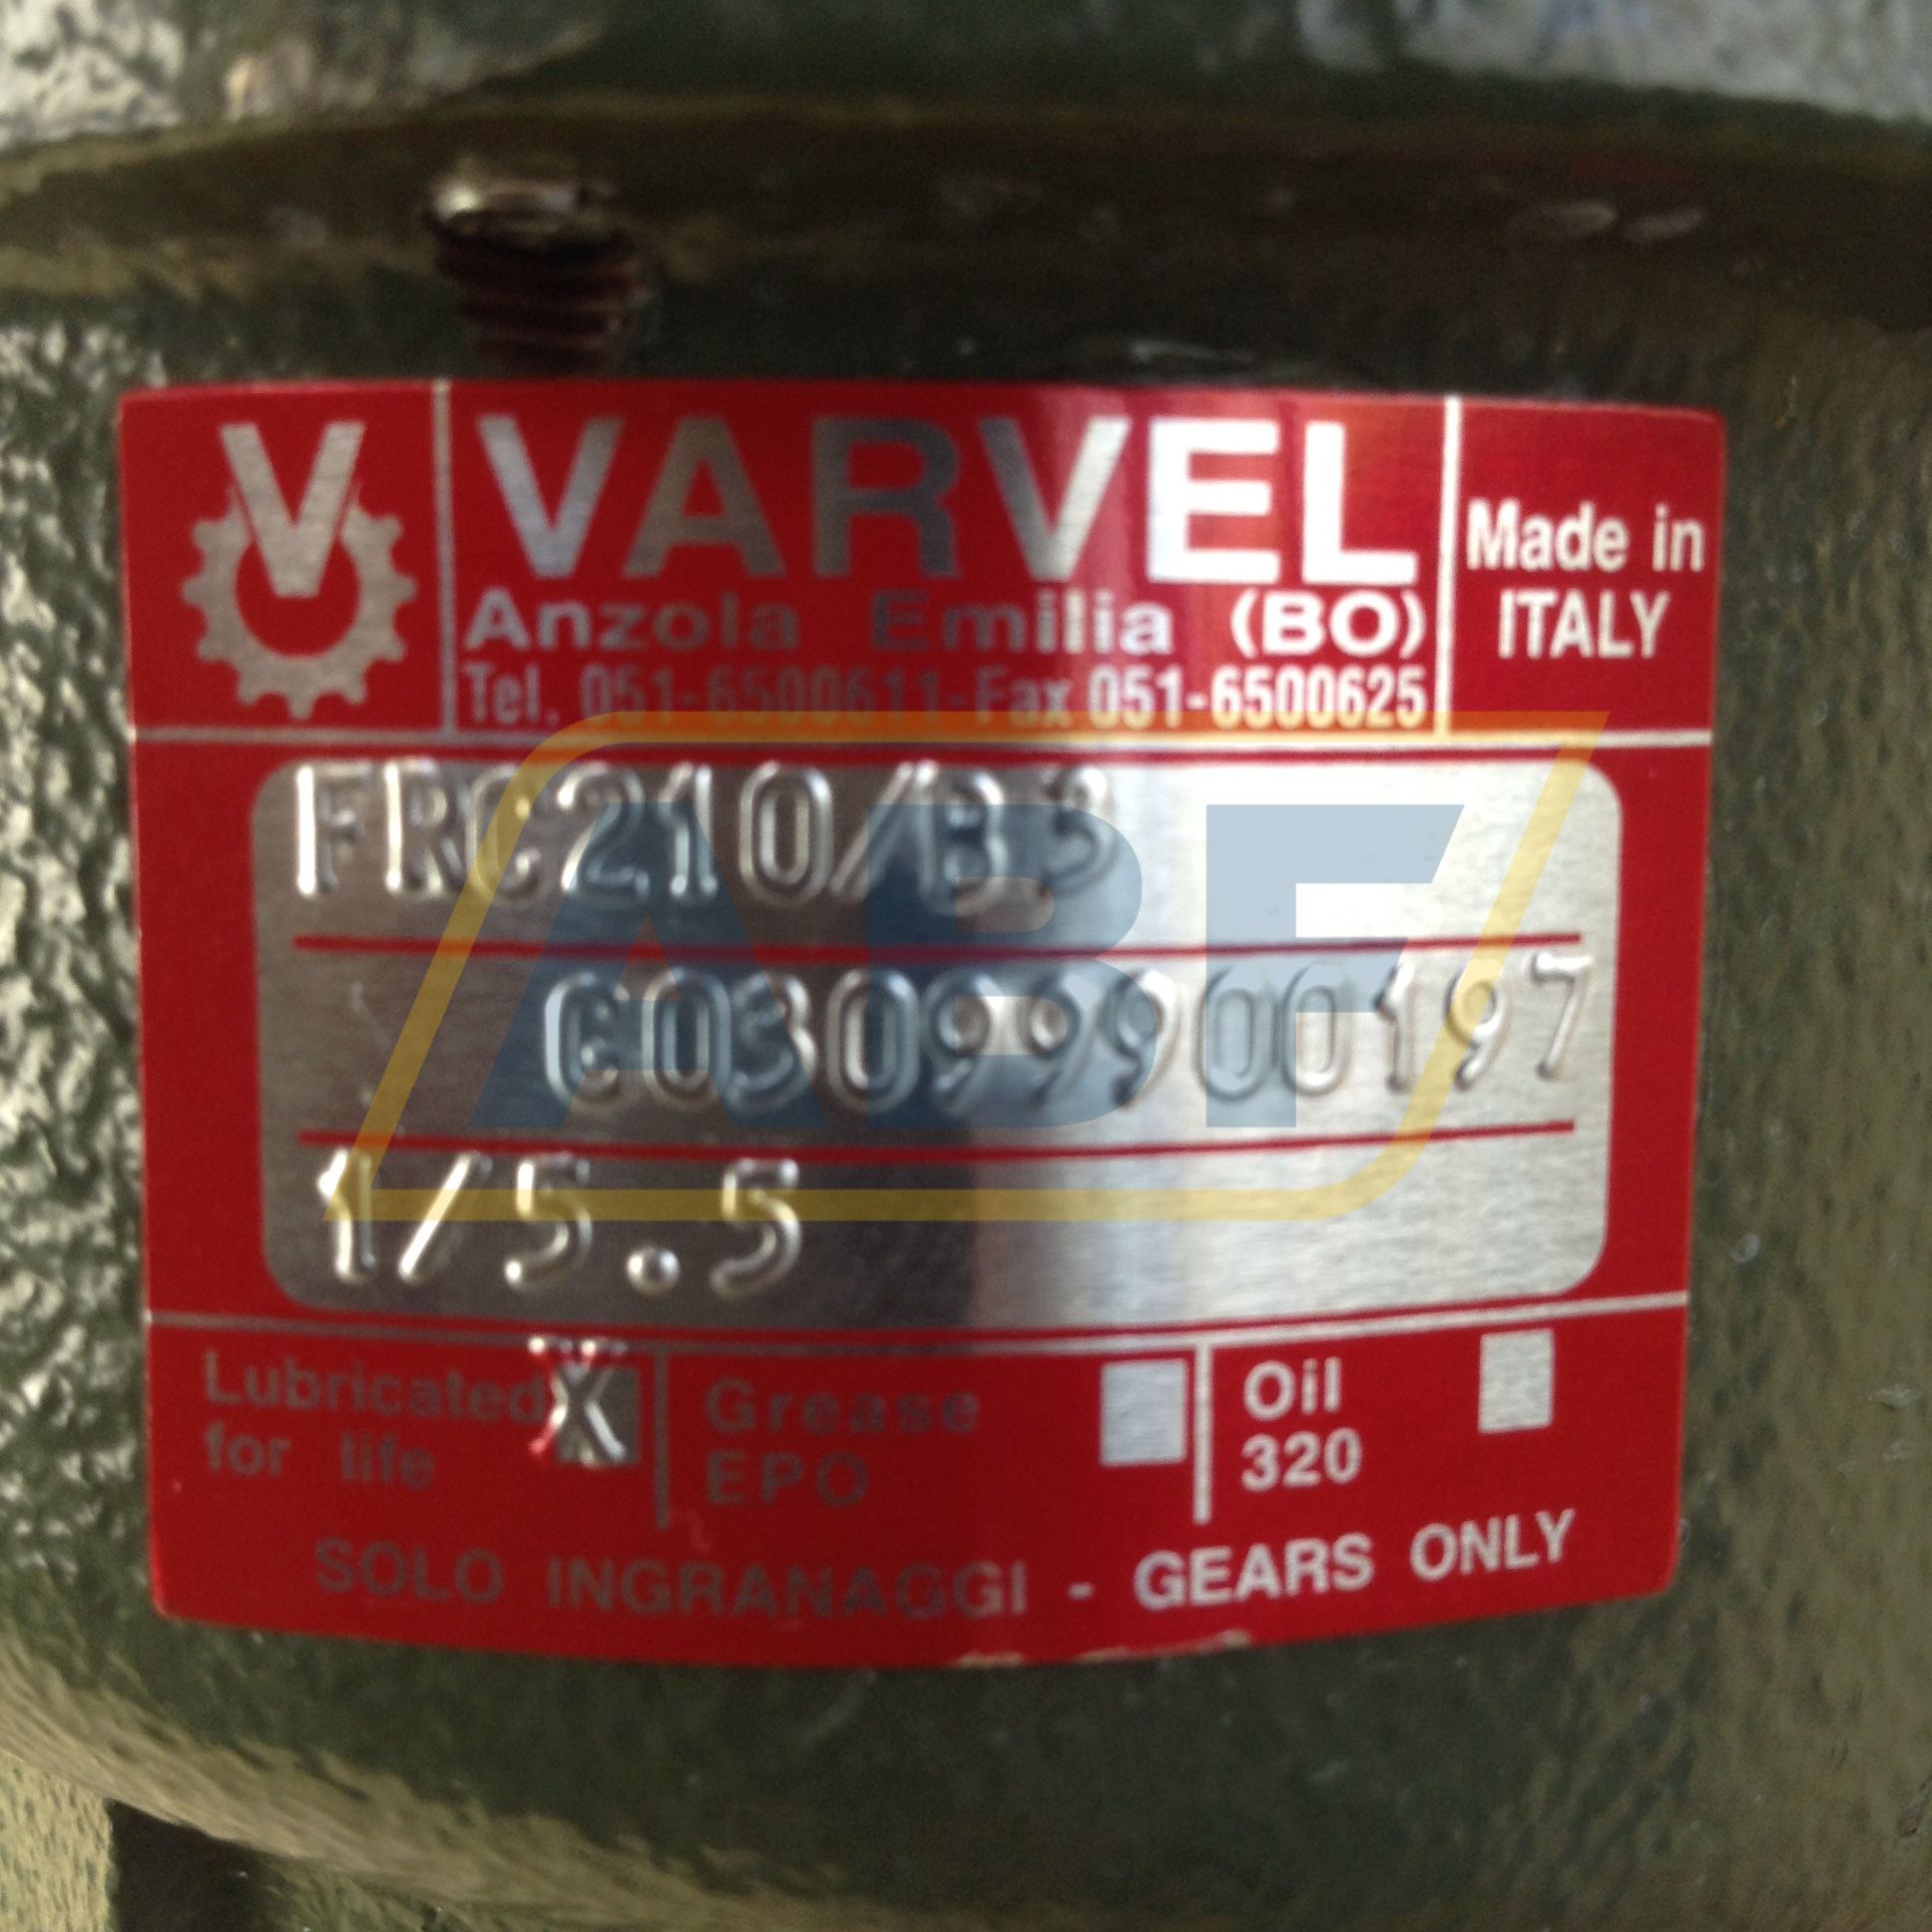 V
VARVEL
Anzola Emilia (BO)
Tel. 051-6500611-Fax 051-6500625
Made in
ITALY
FRC210/B3
C03099900197
1/5.5
Lubricated X
for life
Grease
EPO
Oil
320
SOLO INGRANAGGI - GEARS ONLY
ABF